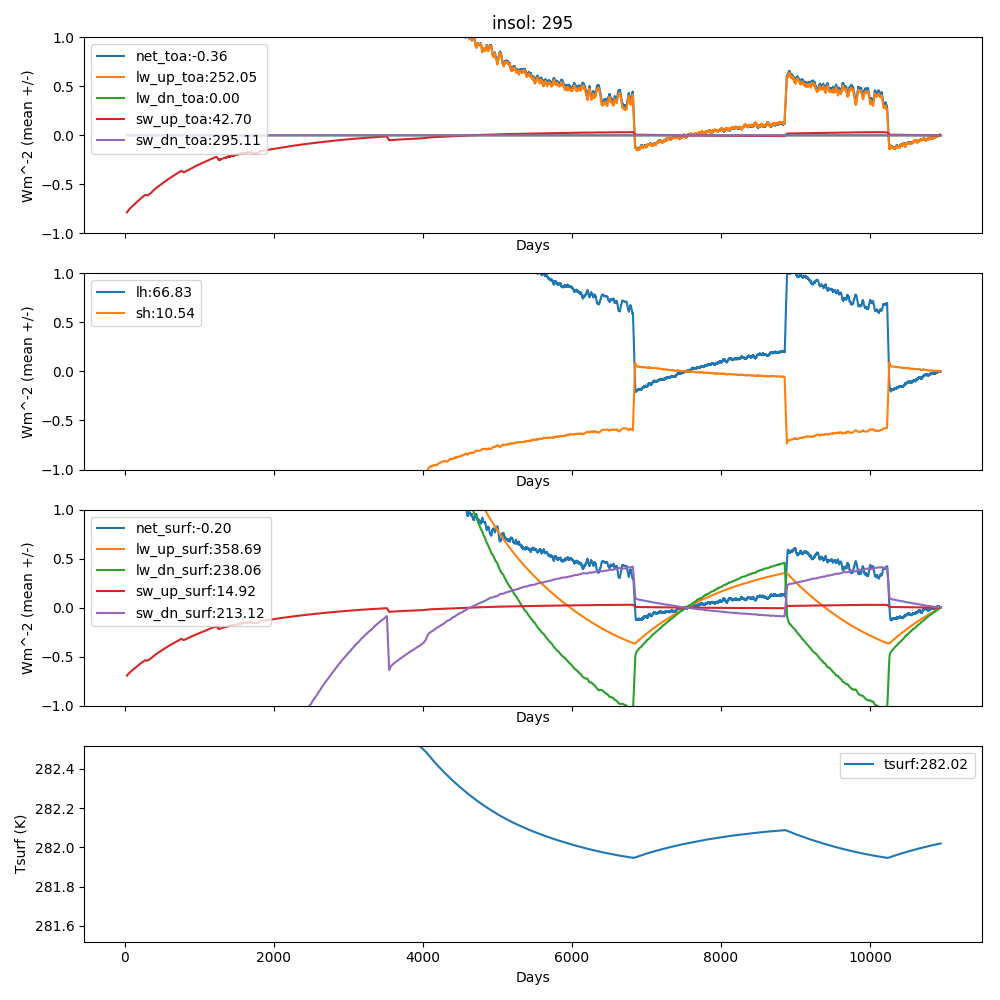 insol: 295
1.0
0.5
0.0
−0.5
−1.0
Wm^-2 (mean +/-)
net_toa:-0.36
lw_up_toa:252.05
lw_dn_toa:0.00
sw_up_toa:42.70
sw_dn_toa:295.11
Days
1.0
0.5
0.0
−0.5
−1.0
Wm^-2 (mean +/-)
lh:66.83
sh:10.54
Days
1.0
0.5
0.0
−0.5
−1.0
Wm^-2 (mean +/-)
net_surf:-0.20
lw_up_surf:358.69
lw_dn_surf:238.06
sw_up_surf:14.92
sw_dn_surf:213.12
Days
282.4
282.2
282.0
281.8
281.6
Tsurf (K)
tsurf:282.02
0 2000 4000 6000 8000 10000
Days